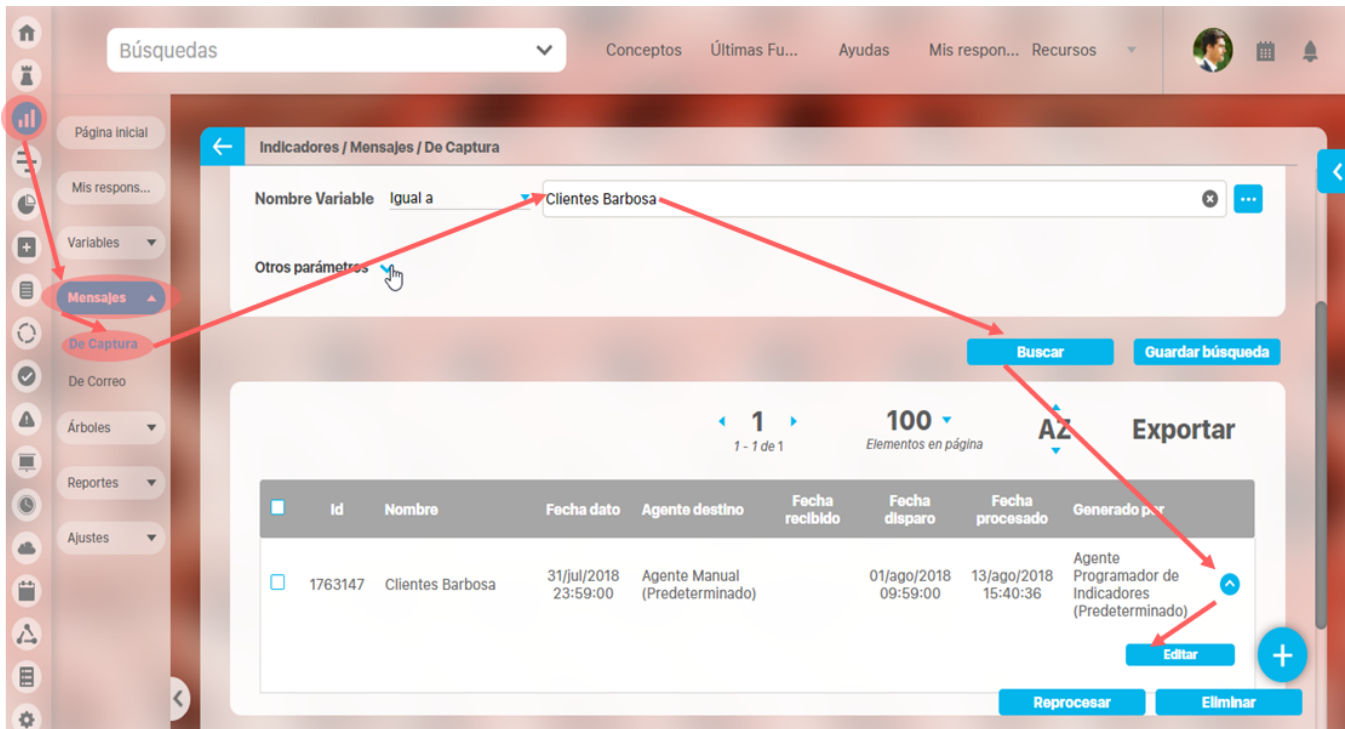 Búsquedas
Conceptos
Últimas Fu...
Ayudas
Mis respon...
Recursos
Página inicial
Mis respons...
Variables
Mensajes
De Captura
De Correo
Árboles
Reportes
Ajustes
Indicadores / Mensajes / De Captura
Nombre Variable Igual a Clientes Barbosa
Otros parámetros
Buscar Guardar búsqueda
1
1 - 1 de 1
100
Elementos en página
AZ
Exportar
Id Nombre Fecha dato Agente destino Fecha recibido Fecha disparo Fecha procesado Generado por
1763147 Clientes Barbosa 31/jul/2018 23:59:00 Agente Manual (Predeterminado) 01/ago/2018 09:59:00 13/ago/2018 15:40:36 Agente Programador de Indicadores (Predeterminado)
Editar
Reprocesar Eliminar